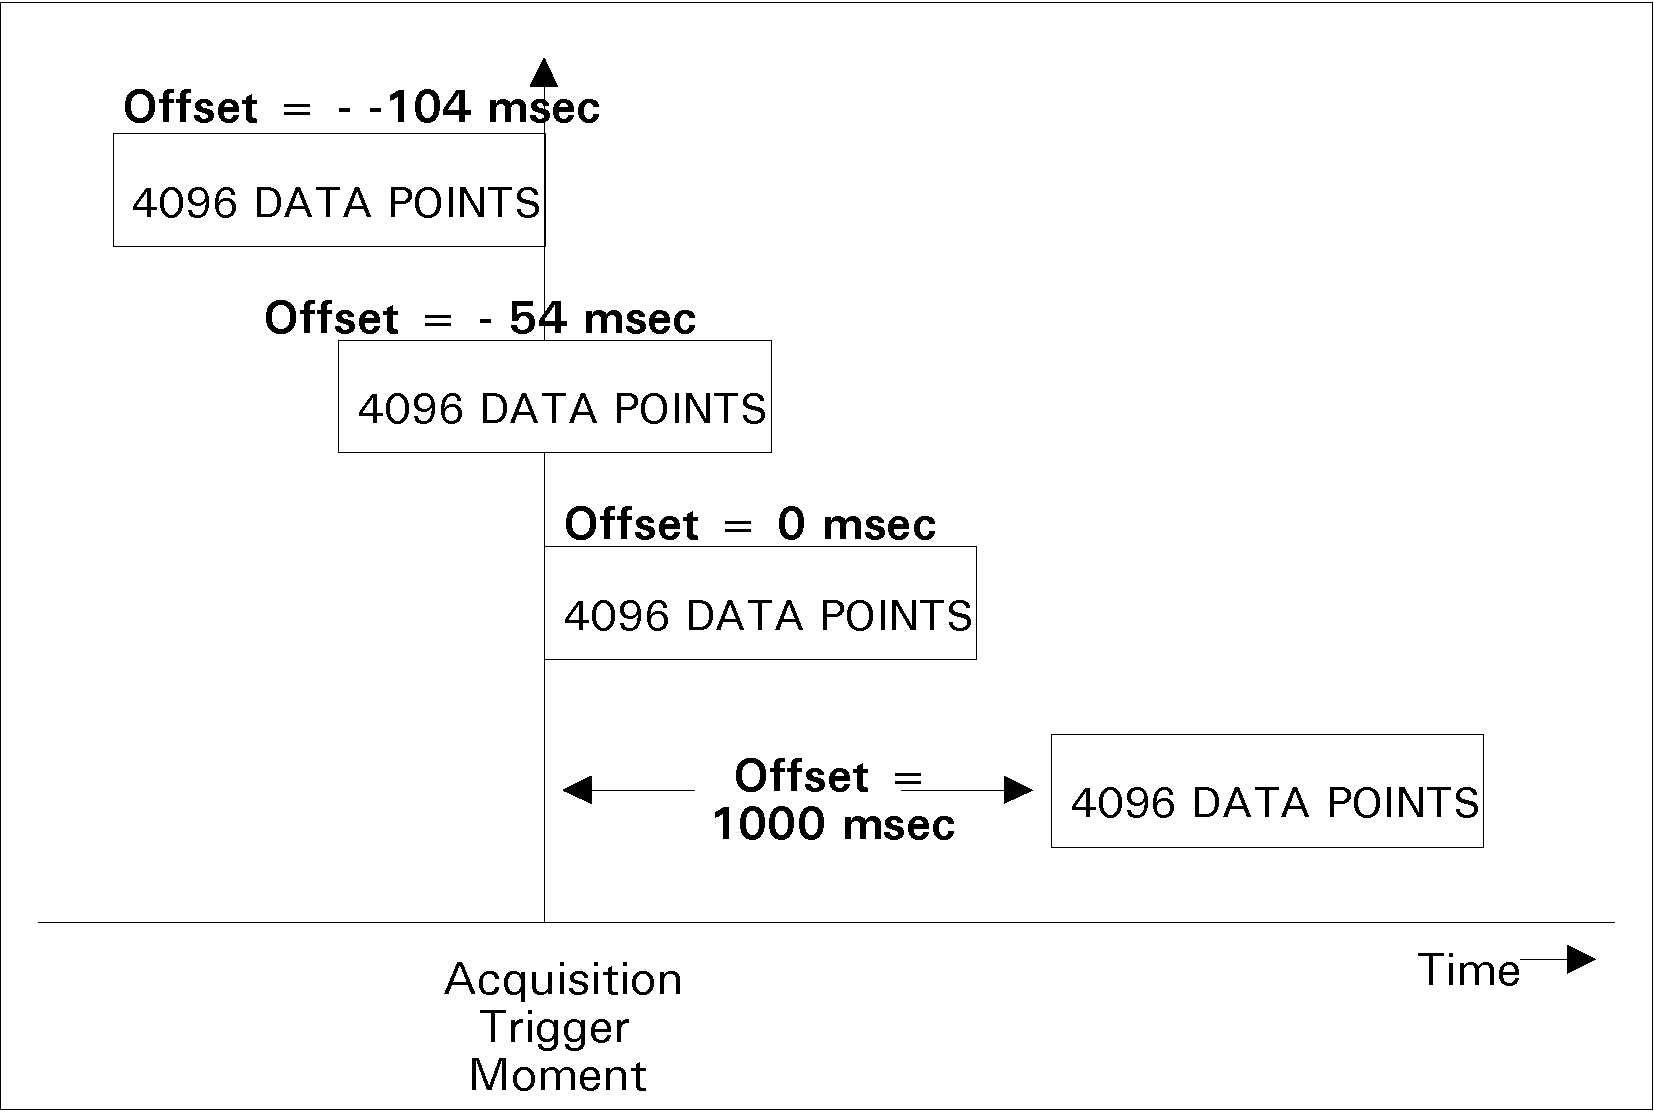 Offset = - -104 msec
4096 DATA POINTS
Offset = - 54 msec
4096 DATA POINTS
Offset = 0 msec
4096 DATA POINTS
Offset =
1000 msec
4096 DATA POINTS
Acquisition
Trigger
Moment
Time